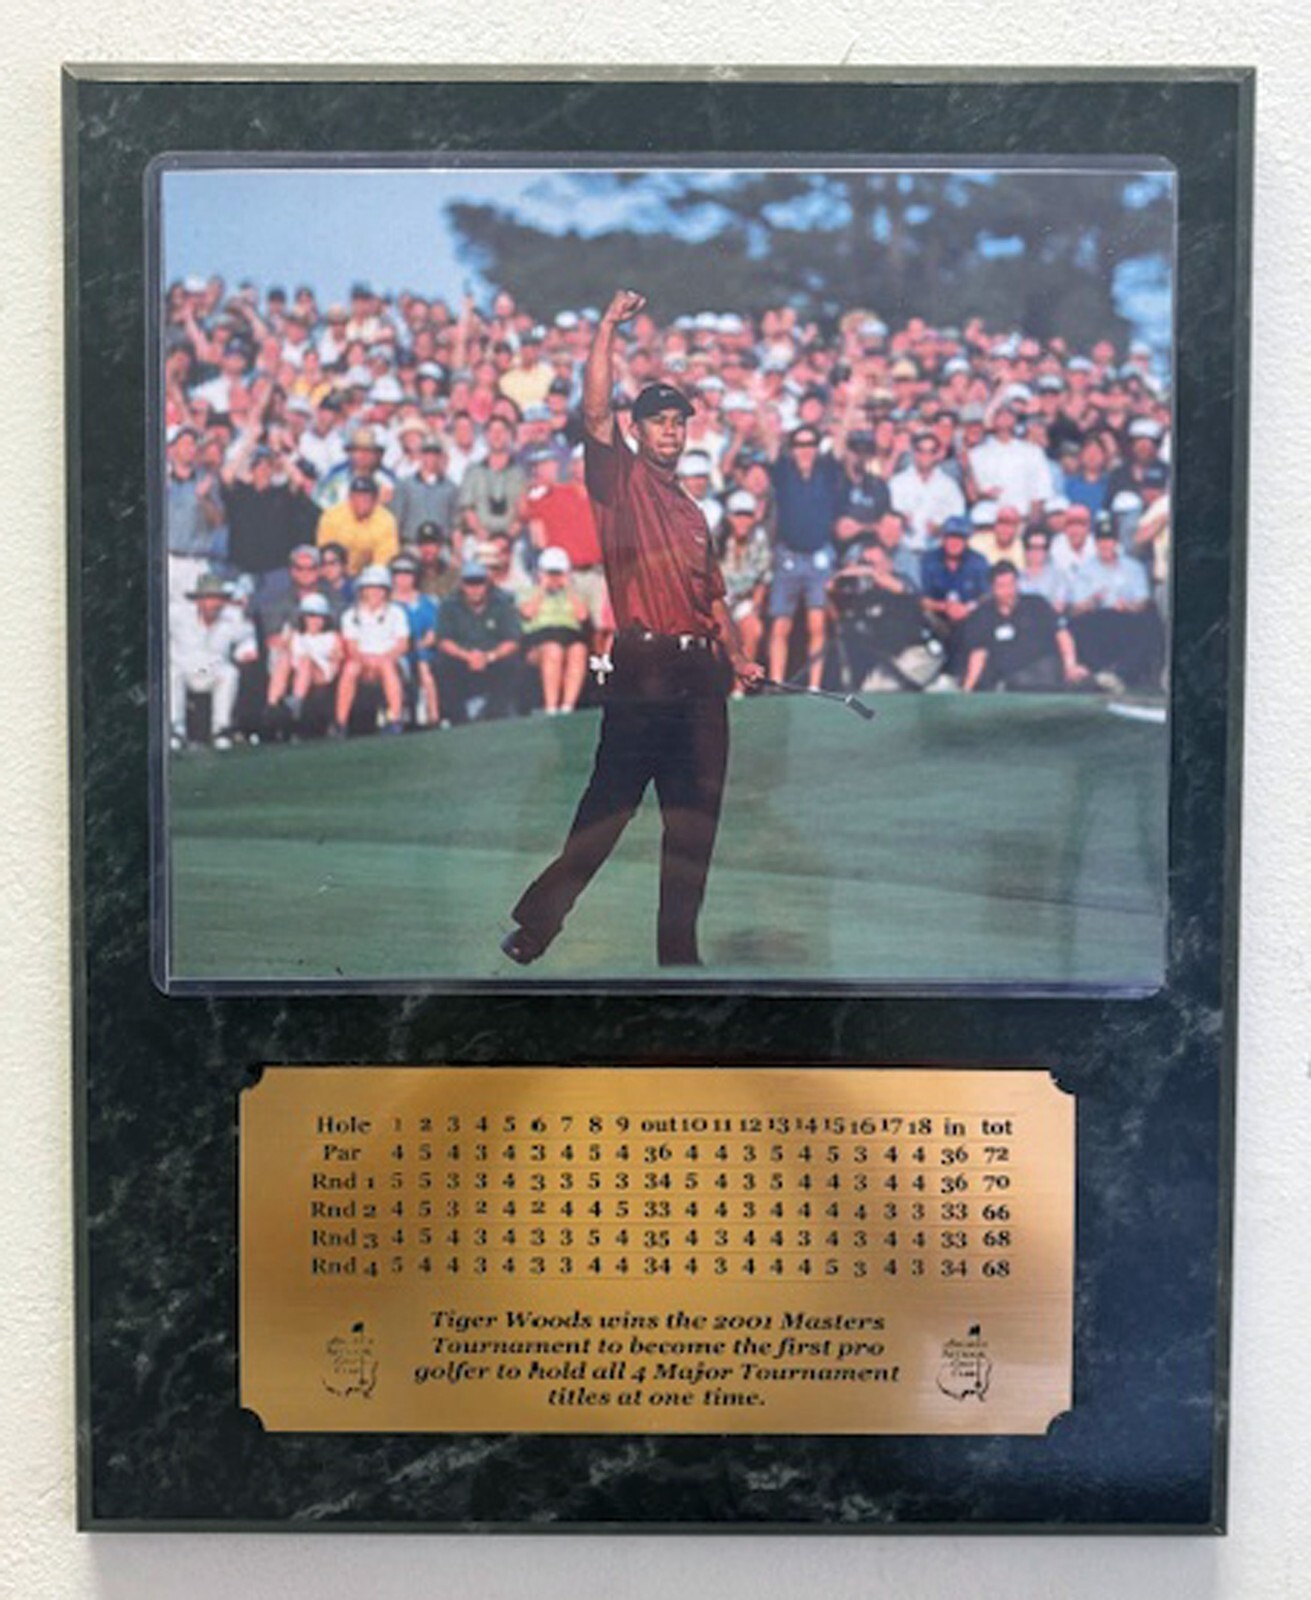 Hole 1 2 3 4 5 6 7 8 9 out 10 11 12 13 14 15 16 17 18 in tot
Par 4 5 4 3 4 3 4 5 4 36 4 4 3 5 4 5 3 4 4 36 72
Rnd 1 5 5 3 3 4 3 3 5 3 34 5 4 3 5 4 4 3 4 4 36 70
Rnd 2 4 5 3 2 4 2 4 4 5 33 4 4 3 4 4 4 4 3 3 33 66
Rnd 3 4 5 4 3 4 3 3 5 4 35 4 3 4 4 3 4 3 4 4 33 68
Rnd 4 5 4 4 3 4 3 3 4 4 34 4 3 4 4 4 5 3 4 3 34 68
Tiger Woods wins the 2001 Masters
Tournament to become the first pro
golfer to hold all 4 Major Tournament
titles at one time.